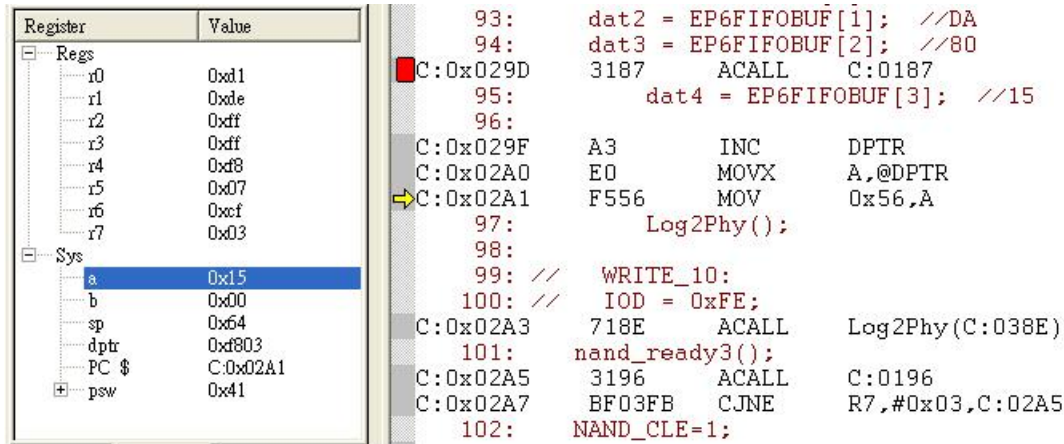 Register Value
Regs
r0 0xd1
r1 0xde
r2 0xff
r3 0xff
r4 0xf8
r5 0x07
r6 0xcf
r7 0x03
Sys
a 0x15
b 0x00
sp 0x64
dptr 0xf803
PC $ C:0x02A1
psw 0x41
93: dat2 = EP6FIFOBUF[1]; //DA
94: dat3 = EP6FIFOBUF[2]; //80
C:0x029D 3187 ACALL C:0187
95: dat4 = EP6FIFOBUF[3]; //15
96:
C:0x029F A3 INC DPTR
C:0x02A0 E0 MOVX A,@DPTR
C:0x02A1 F556 MOV 0x56,A
97: Log2Phy();
98:
99: // WRITE_10:
100: // IOD = 0xFE;
C:0x02A3 718E ACALL Log2Phy(C:038E)
101: nand_ready3();
C:0x02A5 3196 ACALL C:0196
C:0x02A7 BF03FB CJNE R7,#0x03,C:02A5
102: NAND_CLE=1;